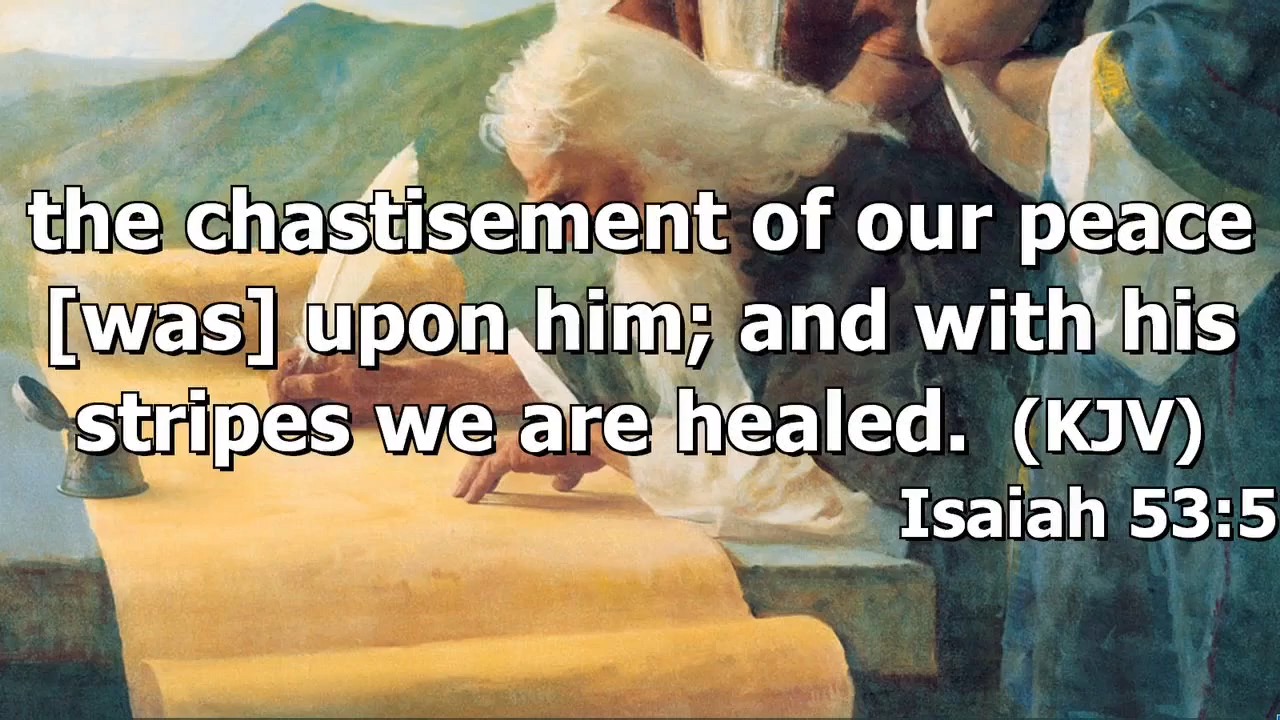 the chastisement of our peace
[was] upon him; and with his
stripes we are healed.  (KJV)
Isaiah 53:5